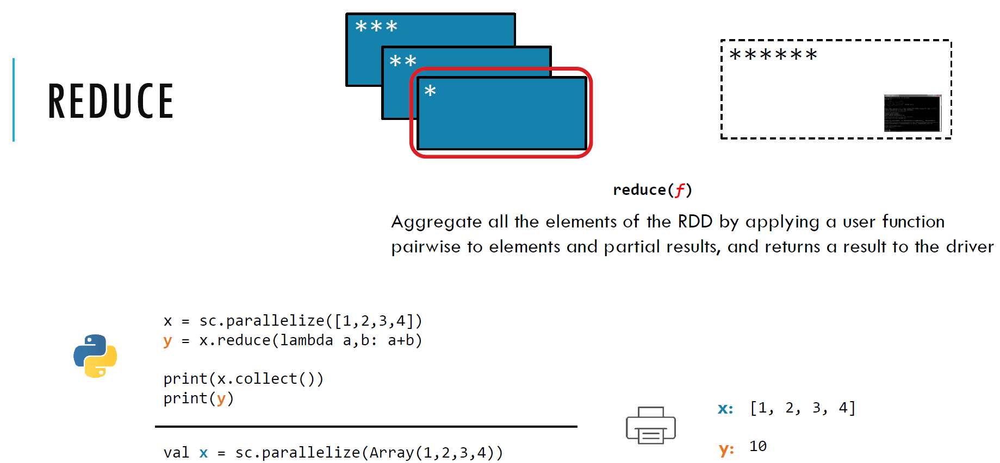 ***
**
*
******
REDUCE
reduce(f)
Aggregate all the elements of the RDD by applying a user function
pairwise to elements and partial results, and returns a result to the driver
x = sc.parallelize([1,2,3,4])
y = x.reduce(lambda a,b: a+b)
print(x.collect())
print(y)
x: [1, 2, 3, 4]
y: 10
val x = sc.parallelize(Array(1,2,3,4))